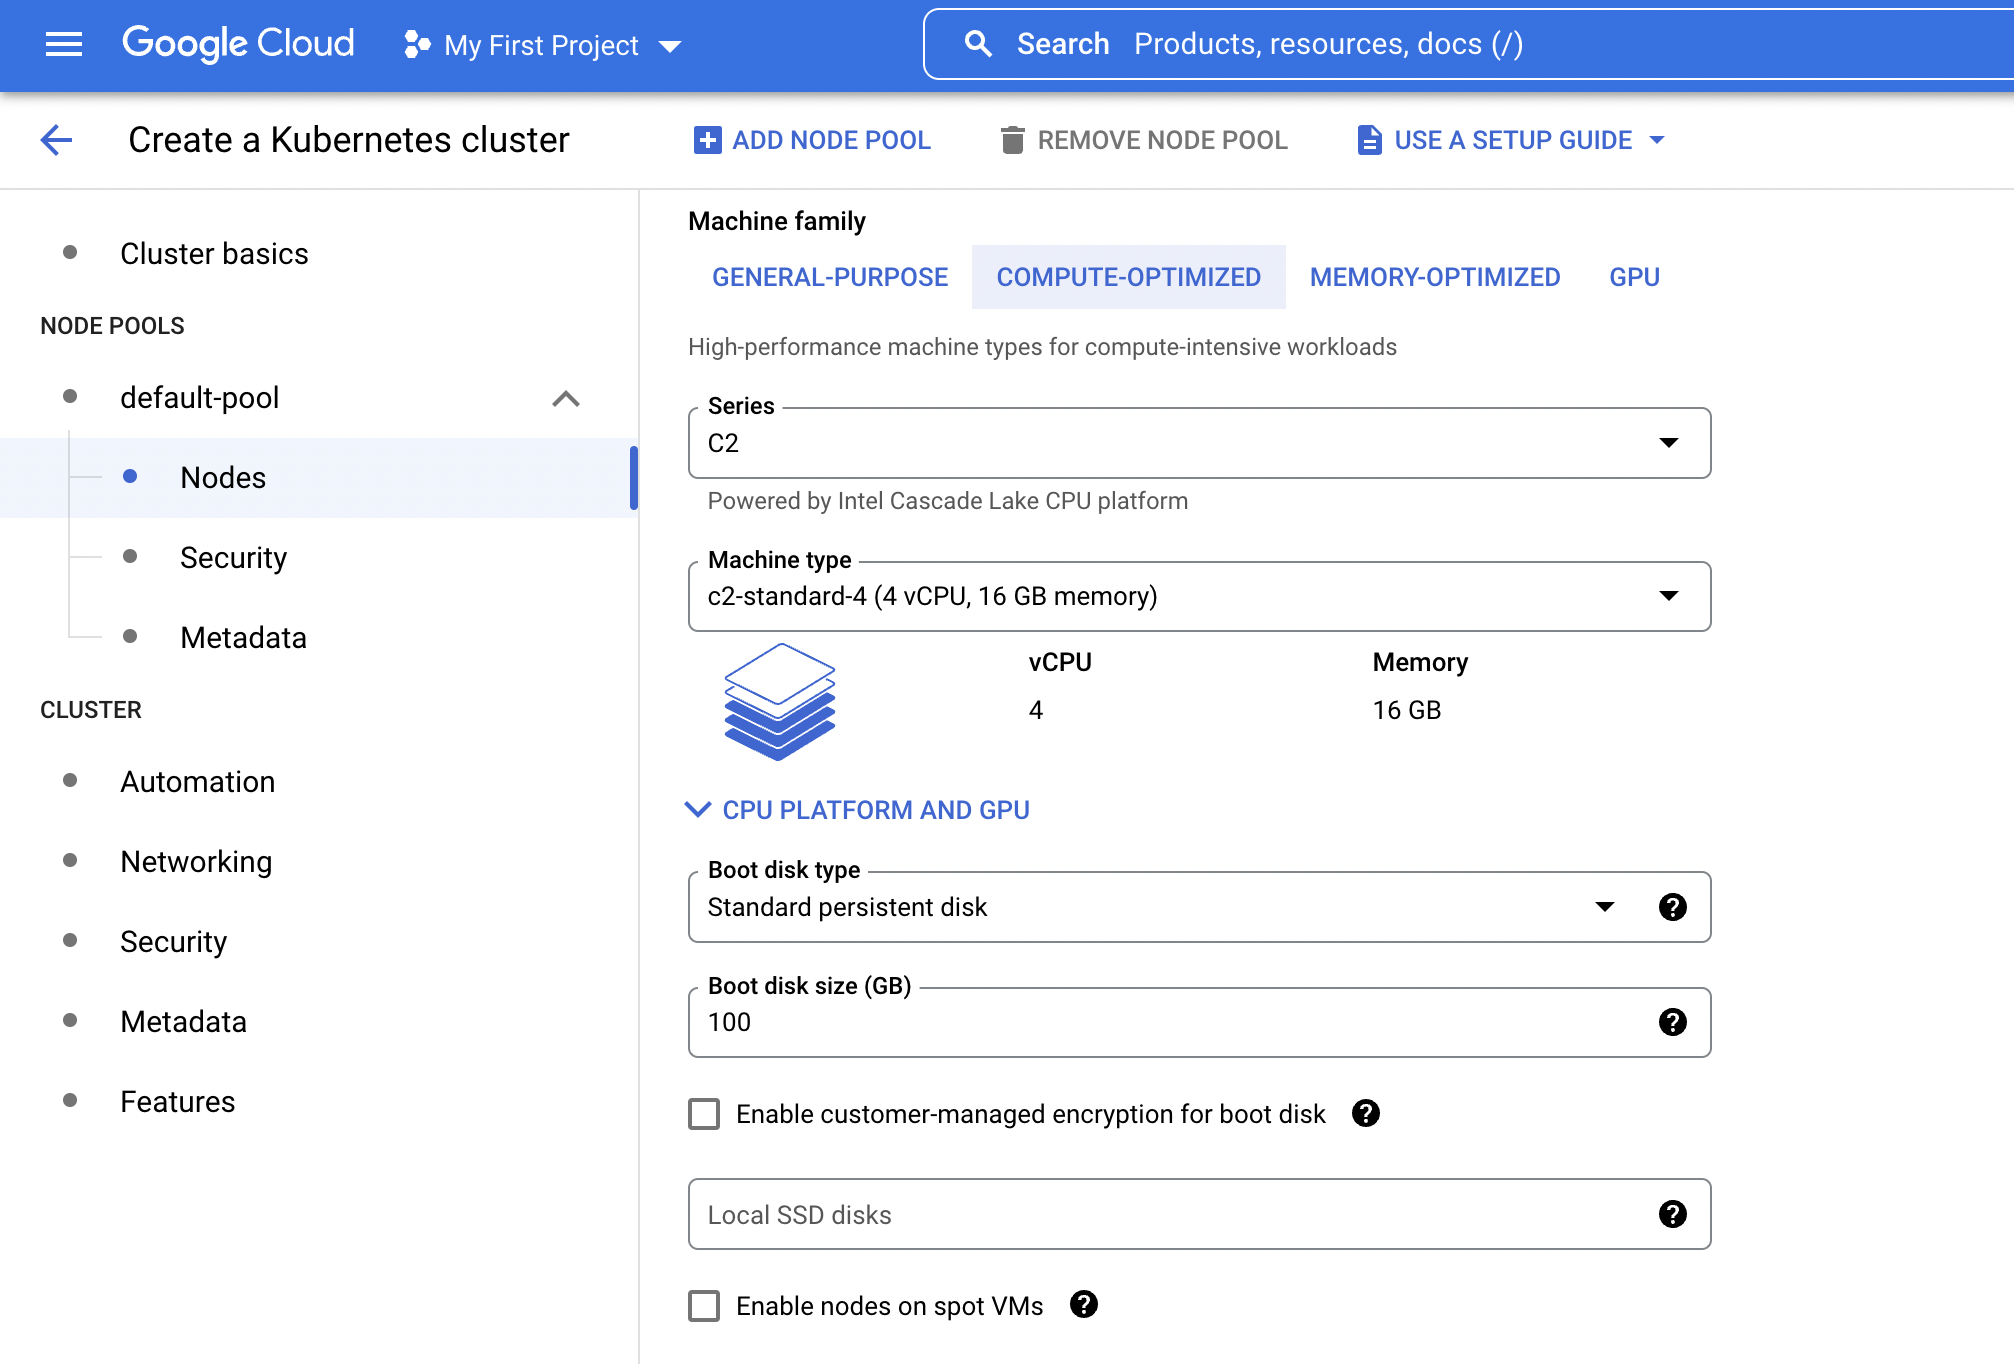 Google Cloud My First Project Search Products, resources, docs (/)
Create a Kubernetes cluster ADD NODE POOL REMOVE NODE POOL USE A SETUP GUIDE
Cluster basics
NODE POOLS
default-pool
Nodes
Security
Metadata
CLUSTER
Automation
Networking
Security
Metadata
Features
Machine family
GENERAL-PURPOSE COMPUTE-OPTIMIZED MEMORY-OPTIMIZED GPU
High-performance machine types for compute-intensive workloads
Series
C2
Powered by Intel Cascade Lake CPU platform
Machine type
c2-standard-4 (4 vCPU, 16 GB memory)
vCPU Memory
4 16 GB
CPU PLATFORM AND GPU
Boot disk type
Standard persistent disk
Boot disk size (GB)
100
Enable customer-managed encryption for boot disk
Local SSD disks
Enable nodes on spot VMs